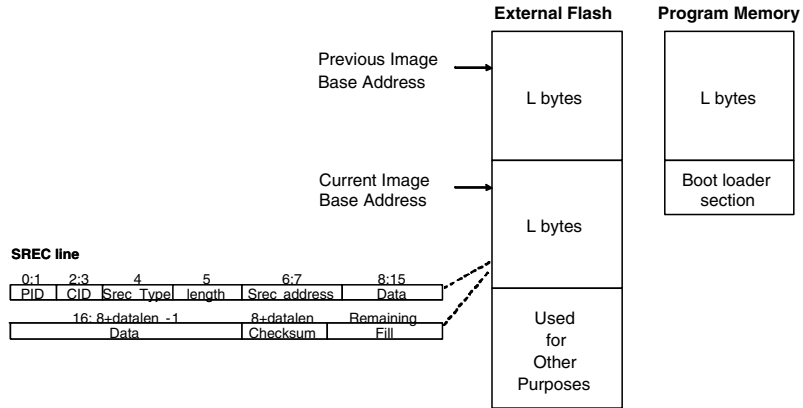 External Flash
Program Memory
Previous Image
Base Address
L bytes
L bytes
Current Image
Base Address
Boot loader
section
L bytes
SREC line
0:1 2:3 4 5 6:7 8:15
PID CID Srec Type length Srec address Data
16: 8+datalen -1 8+datalen Remaining
Data Checksum Fill
Used
for
Other
Purposes